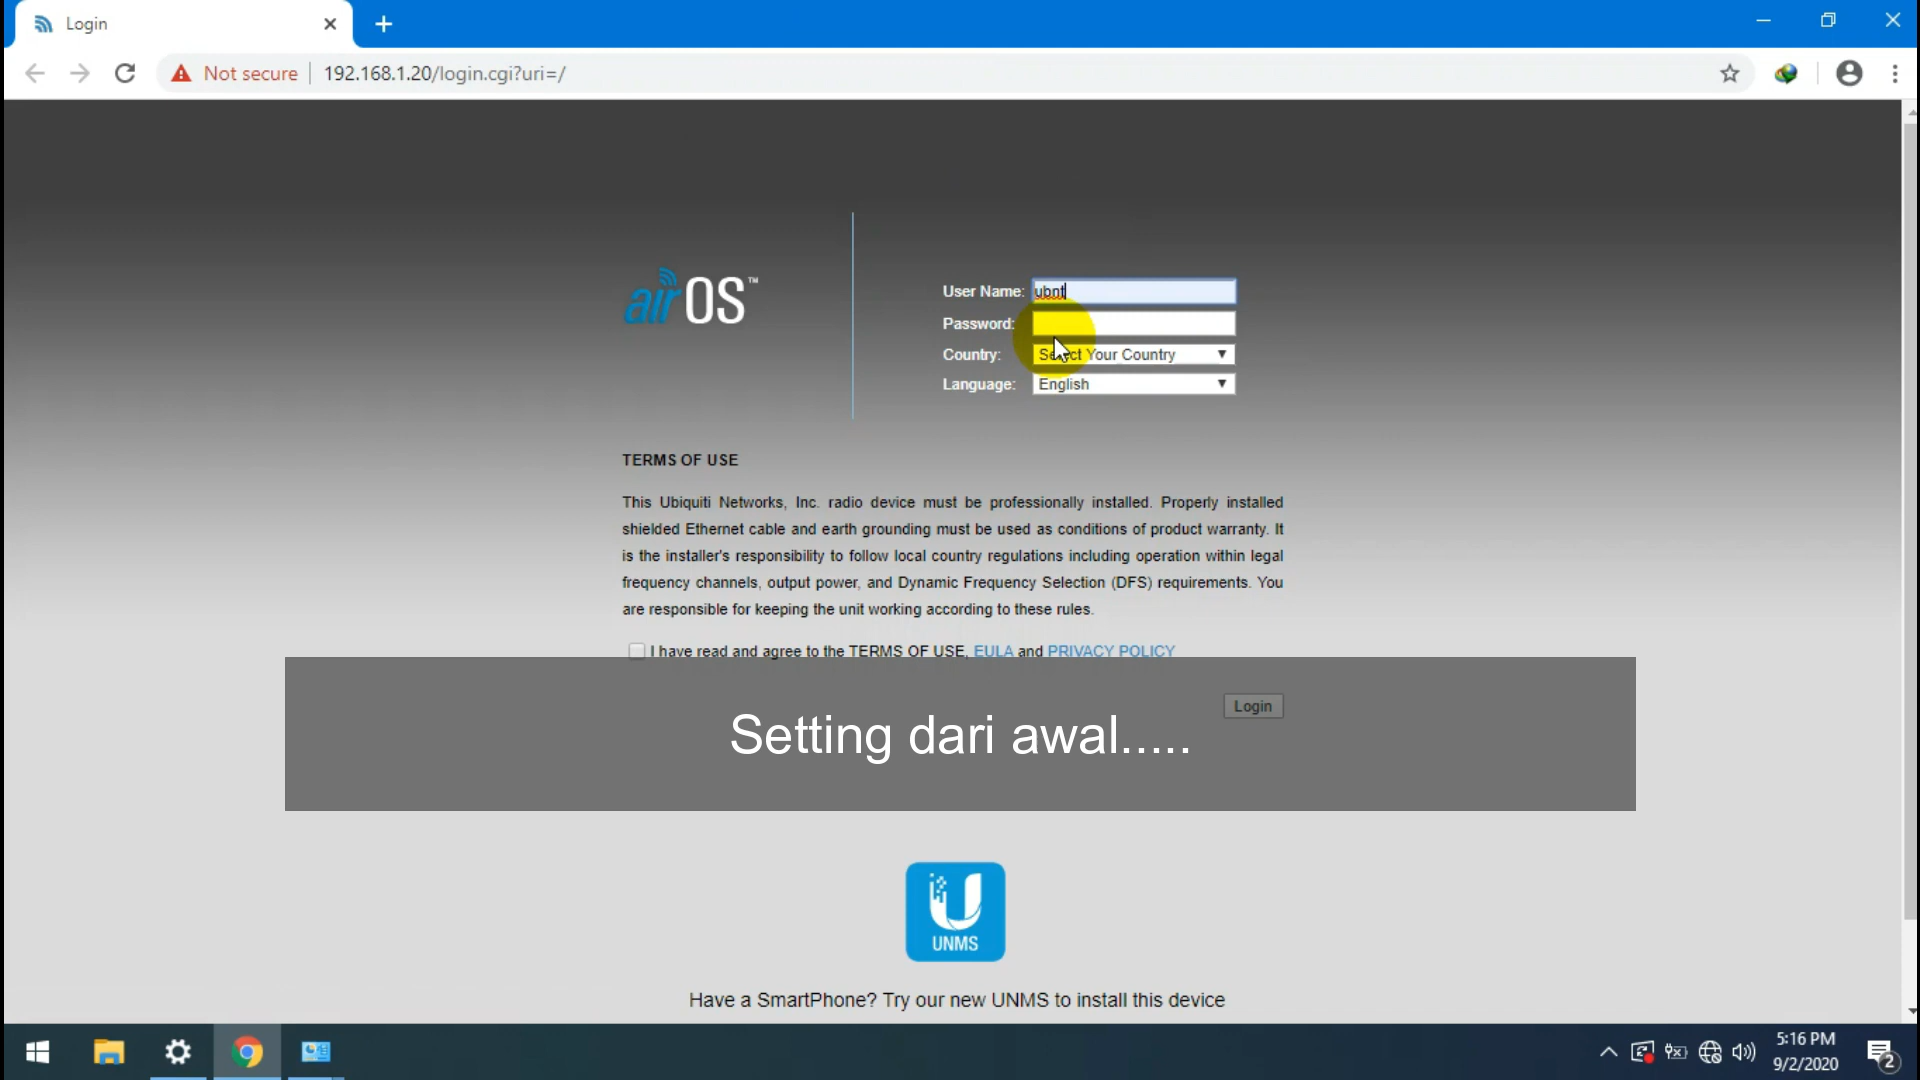 Login
Not secure
192.168.1.20/login.cgi?uri=/
airOS™
User Name: ubnt
Password:
Country: Select Your Country
Language: English
TERMS OF USE
This Ubiquiti Networks, Inc. radio device must be professionally installed. Properly installed
shielded Ethernet cable and earth grounding must be used as conditions of product warranty. It
is the installer's responsibility to follow local country regulations including operation within legal
frequency channels, output power, and Dynamic Frequency Selection (DFS) requirements. You
are responsible for keeping the unit working according to these rules.
I have read and agree to the TERMS OF USE, EULA and PRIVACY POLICY
Login
Setting dari awal.....
UNMS
Have a SmartPhone? Try our new UNMS to install this device
5:16 PM
9/2/2020
2